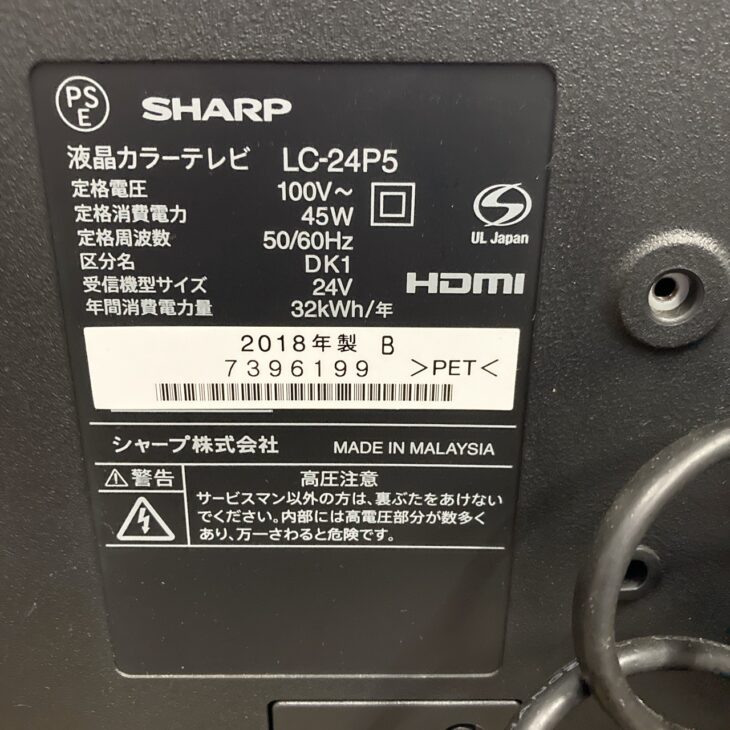 PSE
SHARP
液晶カラーテレビ LC-24P5
定格電圧 100V～
定格消費電力 45W
定格周波数 50/60Hz
区分名 DK1
受信機型サイズ 24V
年間消費電力量 32kWh/年
UL Japan
HDMI
2018年製 B
7396199 >PET<
シャープ株式会社 MADE IN MALAYSIA
警告 高圧注意
サービスマン以外の方は、裏ぶたをあけない
でください。内部には高電圧部分が数多く
あり、万一さわると危険です。